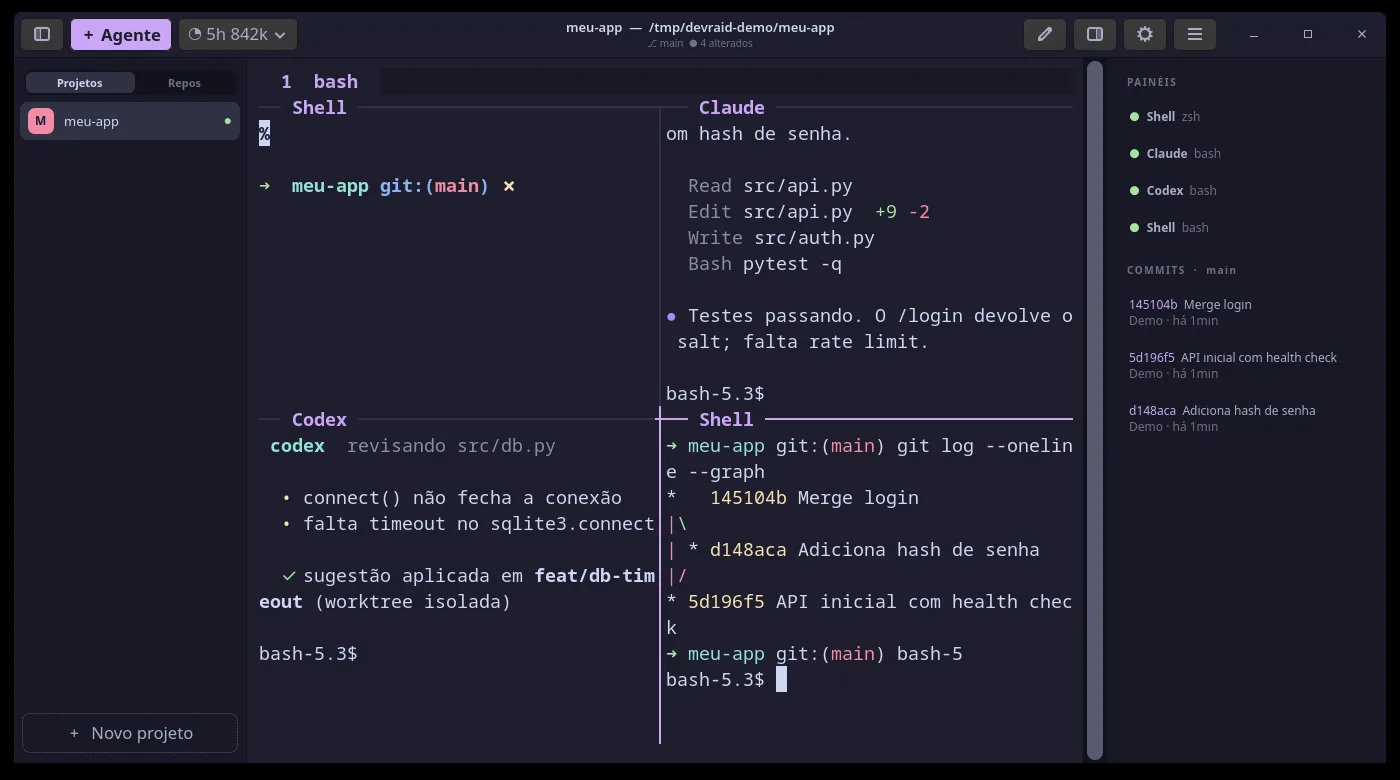 + Agente
5h 842k
meu-app — /tmp/devraid-demo/meu-app
main ● 4 alterados
Projetos
Repos
M meu-app
+ Novo projeto
1 bash
Shell
%
➜ meu-app git:(main) ✗
Claude
om hash de senha.
Read src/api.py
Edit src/api.py +9 -2
Write src/auth.py
Bash pytest -q
● Testes passando. O /login devolve o
salt; falta rate limit.
bash-5.3$
Codex
codex revisando src/db.py
• connect() não fecha a conexão
• falta timeout no sqlite3.connect
✓ sugestão aplicada em feat/db-tim
eout (worktree isolada)
bash-5.3$
Shell
➜ meu-app git:(main) git log --onelin
e --graph
* 145104b Merge login
|\
| * d148aca Adiciona hash de senha
|/
* 5d196f5 API inicial com health chec
k
➜ meu-app git:(main) bash-5
bash-5.3$
PAINÉIS
Shell zsh
Claude bash
Codex bash
Shell bash
COMMITS · main
145104b Merge login
Demo · há 1min
5d196f5 API inicial com health check
Demo · há 1min
d148aca Adiciona hash de senha
Demo · há 1min